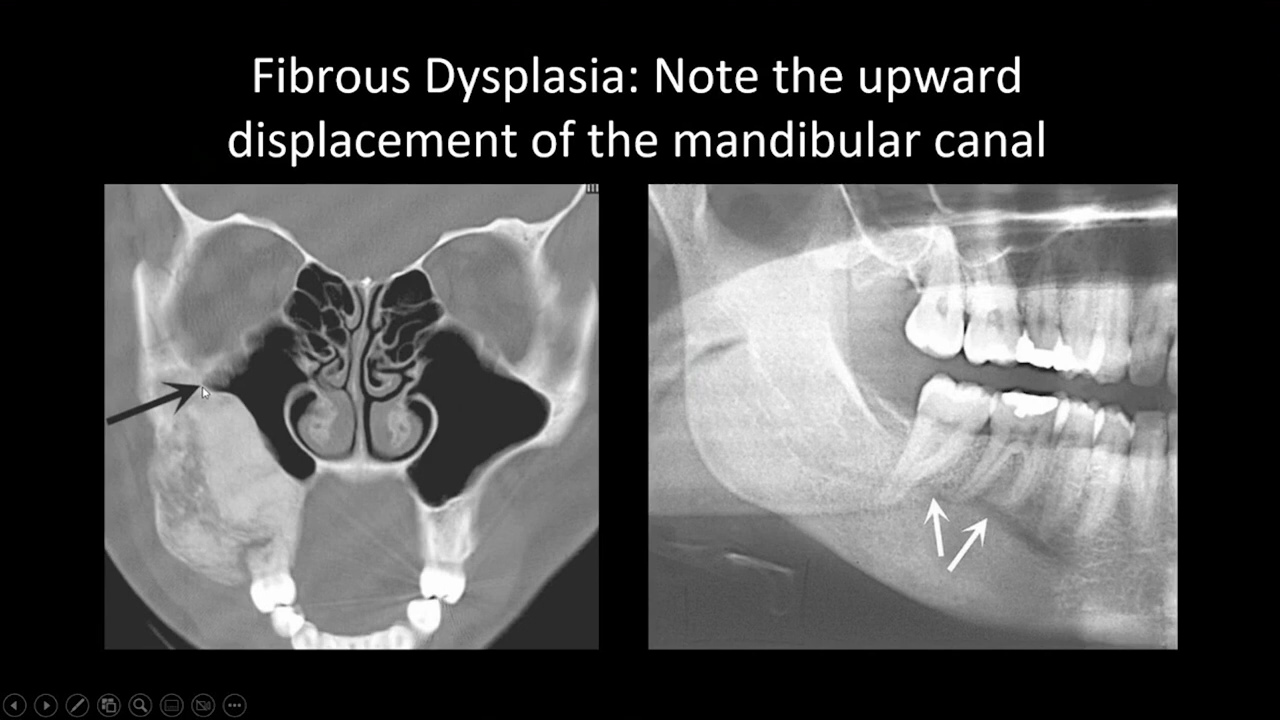 Fibrous Dysplasia: Note the upward
displacement of the mandibular canal